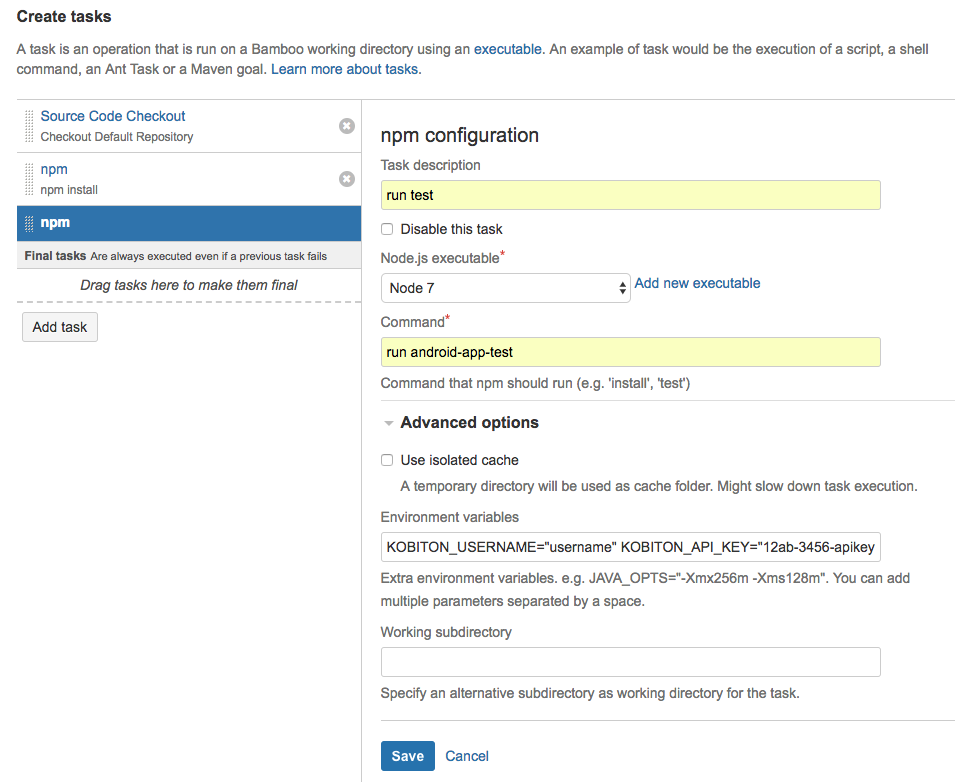 Create tasks
A task is an operation that is run on a Bamboo working directory using an executable. An example of task would be the execution of a script, a shell
command, an Ant Task or a Maven goal. Learn more about tasks.
Source Code Checkout
Checkout Default Repository
npm
npm install
npm
Final tasks Are always executed even if a previous task fails
Drag tasks here to make them final
Add task
npm configuration
Task description
run test
Disable this task
Node.js executable*
Node 7
Add new executable
Command*
run android-app-test
Command that npm should run (e.g. 'install', 'test')
Advanced options
Use isolated cache
A temporary directory will be used as cache folder. Might slow down task execution.
Environment variables
KOBITON_USERNAME="username" KOBITON_API_KEY="12ab-3456-apikey
Extra environment variables. e.g. JAVA_OPTS="-Xmx256m -Xms128m". You can add
multiple parameters separated by a space.
Working subdirectory
Specify an alternative subdirectory as working directory for the task.
Save
Cancel